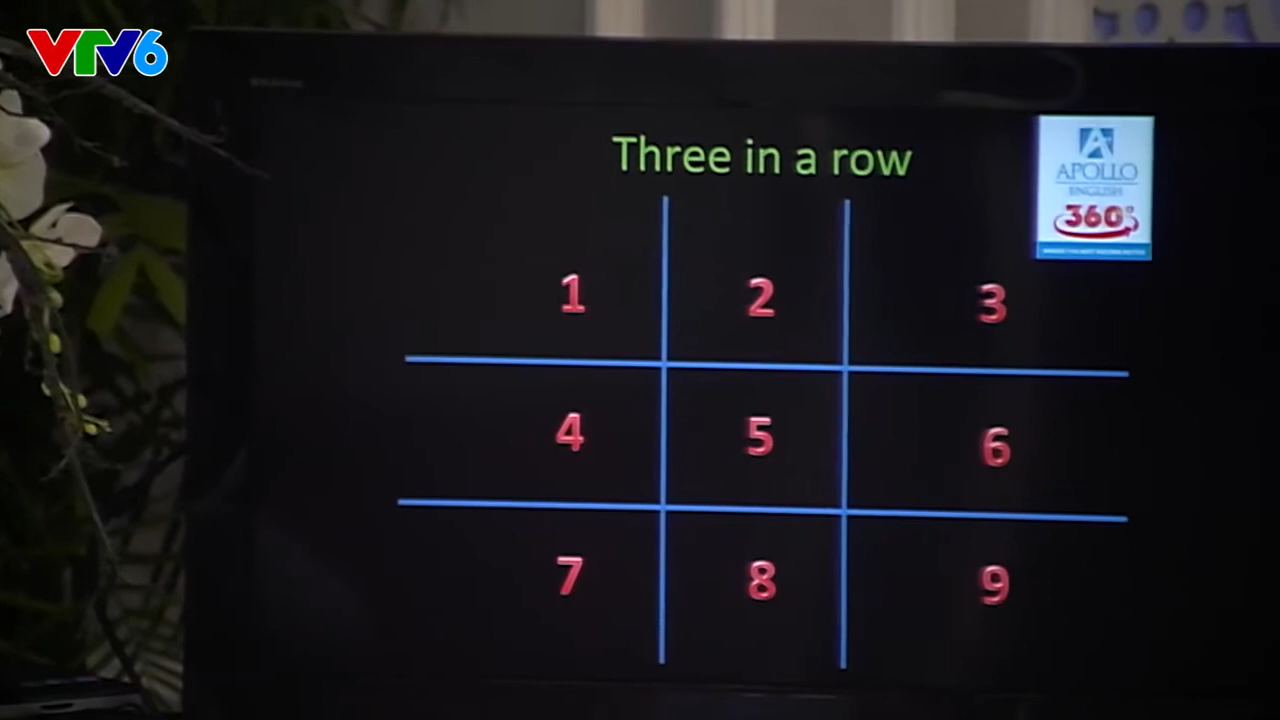 VTV6
Three in a row
APOLLO
ENGLISH
360°
1 2 3
4 5 6
7 8 9